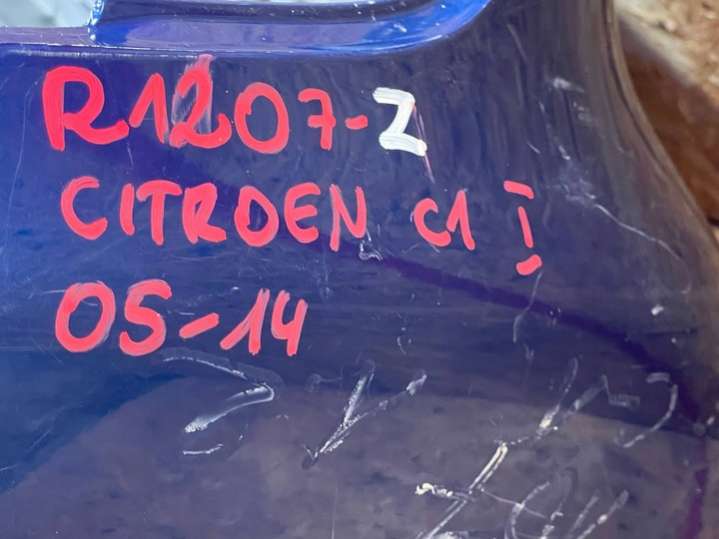 R1207-Z
CITROEN C1 I
05-14